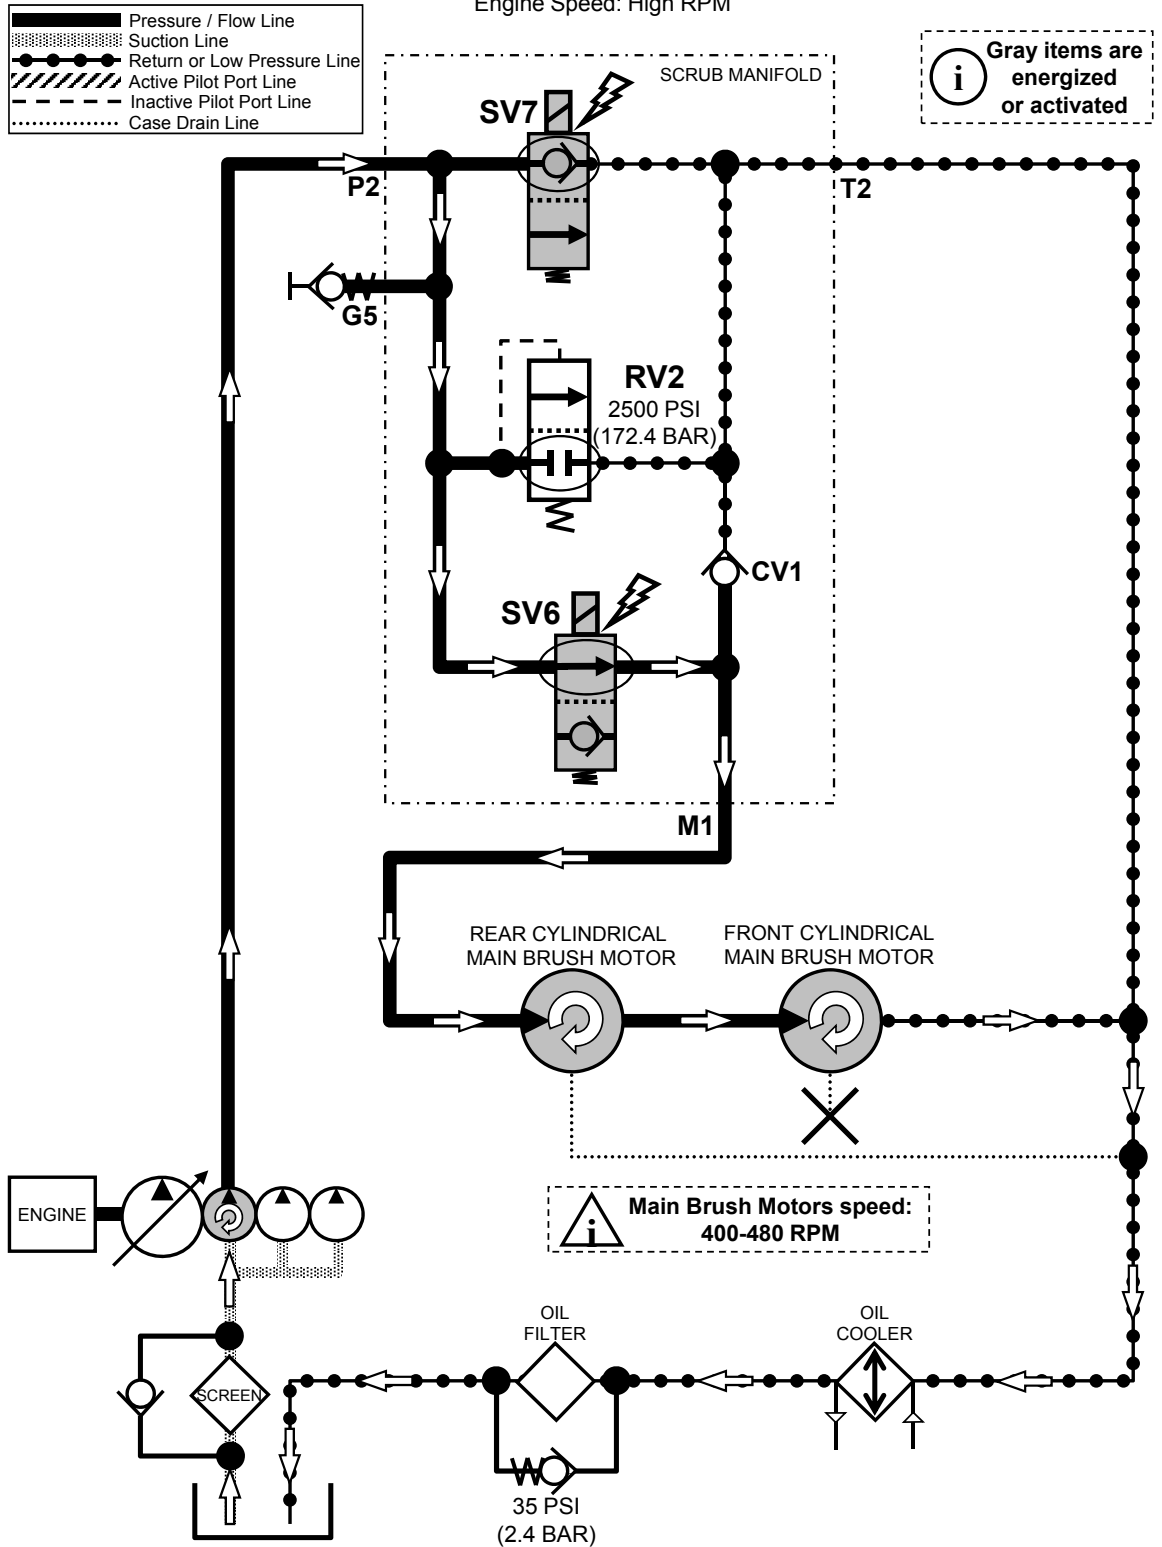 Engine Speed: High RPM
Pressure / Flow Line
Suction Line
Return or Low Pressure Line
Active Pilot Port Line
Inactive Pilot Port Line
Case Drain Line
SCRUB MANIFOLD
i
Gray items are
energized
or activated
SV7
P2
T2
G5
RV2
2500 PSI
(172.4 BAR)
CV1
SV6
M1
REAR CYLINDRICAL
MAIN BRUSH MOTOR
FRONT CYLINDRICAL
MAIN BRUSH MOTOR
ENGINE
i
Main Brush Motors speed:
400-480 RPM
OIL
FILTER
OIL
COOLER
SCREEN
35 PSI
(2.4 BAR)